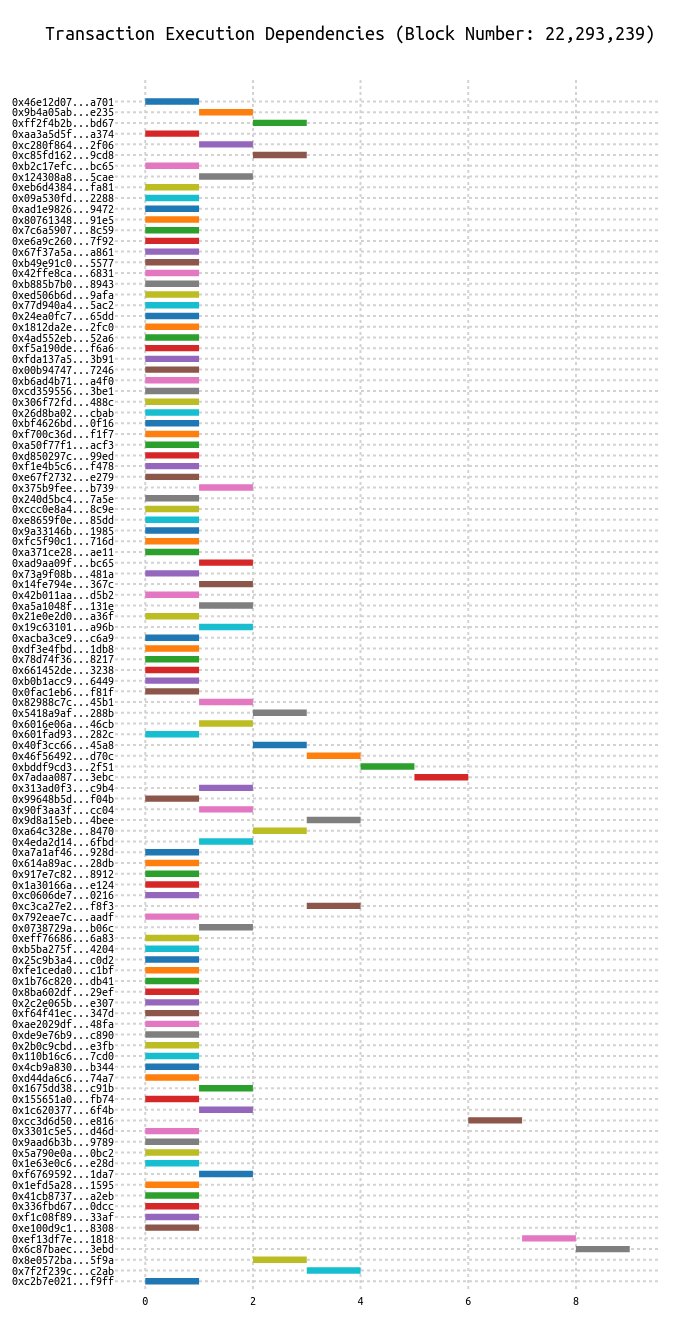 Transaction Execution Dependencies (Block Number: 22,293,239)
0x46e12d07...a701
0x9b4a05ab...e235
0xff2f4b2b...bd67
0xaa3a5d5f...a374
0xc280f864...2f06
0xc85fd162...9cd8
0xb2c17efc...bc65
0x124308a8...5cae
0xeb6d4384...fa81
0x09a530fd...2288
0xad1e9826...9472
0x80761348...91e5
0x7c6a5907...8c59
0xe6a9c260...7f92
0x67f37a5a...a861
0xb49e91c0...5577
0x42ffe8ca...6831
0xb885b7b0...8943
0xed506b6d...9afa
0x77d940a4...5ac2
0x24ea0fc7...65dd
0x1812da2e...2fc0
0x4ad552eb...52a6
0xf5a190de...f6a6
0xfda137a5...3b91
0x00b94747...7246
0xb6ad4b71...a4f0
0xcd359556...3be1
0x306f72fd...488c
0x26d8ba02...cbab
0xbf4626bd...0f16
0xf700c36d...f1f7
0xa50f77f1...acf3
0xd850297c...99ed
0xf1e4b5c6...f478
0xe67f2732...e279
0x375b9fee...b739
0x240d5bc4...7a5e
0xccc0e8a4...8c9e
0xe8659f0e...85dd
0x9a33146b...1985
0xfc5f90c1...716d
0xa371ce28...ae11
0xad9aa09f...bc65
0x73a9f08b...481a
0x14fe794e...367c
0x42b011aa...d5b2
0xa5a1048f...131e
0x21e0e2d0...a36f
0x19c63101...a96b
0xacba3ce9...c6a9
0xdf3e4fbd...1db8
0x78d74f36...8217
0x661452de...3238
0xb0b1acc9...6449
0x0fac1eb6...f81f
0x82988c7c...45b1
0x5418a9af...288b
0x6016e06a...46cb
0x601fad93...282c
0x40f3cc66...45a8
0x46f56492...d70c
0xbddf9cd3...2f51
0x7adaa087...3ebc
0x313ad0f3...c9b4
0x99648b5d...f04b
0x90f3aa3f...cc04
0x9d8a15eb...4bee
0xa64c328e...8470
0x4eda2d14...6fbd
0xa7a1af46...928d
0x614a89ac...28db
0x917e7c82...8912
0x1a30166a...e124
0xc0606de7...0216
0xc3ca27e2...f8f3
0x792eae7c...aadf
0x0738729a...b06c
0xeff76686...6a83
0xb5ba275f...4204
0x25c9b3a4...c0d2
0xfe1ceda0...c1bf
0x1b76c820...db41
0x8ba602df...29ef
0x2c2e065b...e307
0xf64f41ec...347d
0xae2029df...48fa
0xde9e76b9...c890
0x2b0c9cbd...e3fb
0x110b16c6...7cd0
0x4cb9a830...b344
0xd44da6c6...74a7
0x1675dd38...c91b
0x155651a0...fb74
0x1c620377...6f4b
0xcc3d6d50...e816
0x3301c5e5...d46d
0x9aad6b3b...9789
0x5a790e0a...0bc2
0x1e63e0fe...e28d
0xf6769592...1da7
0x1efd5a28...1595
0x41cb8737...a2eb
0x336fbd67...0dcc
0xf1c08f89...33af
0xe100d9c1...8308
0xef13df7e...1818
0x6c87baec...3ebd
0x8e0572ba...5f9a
0x7f2f239c...c2ab
0xc2b7e021...f9ff
0 2 4 6 8